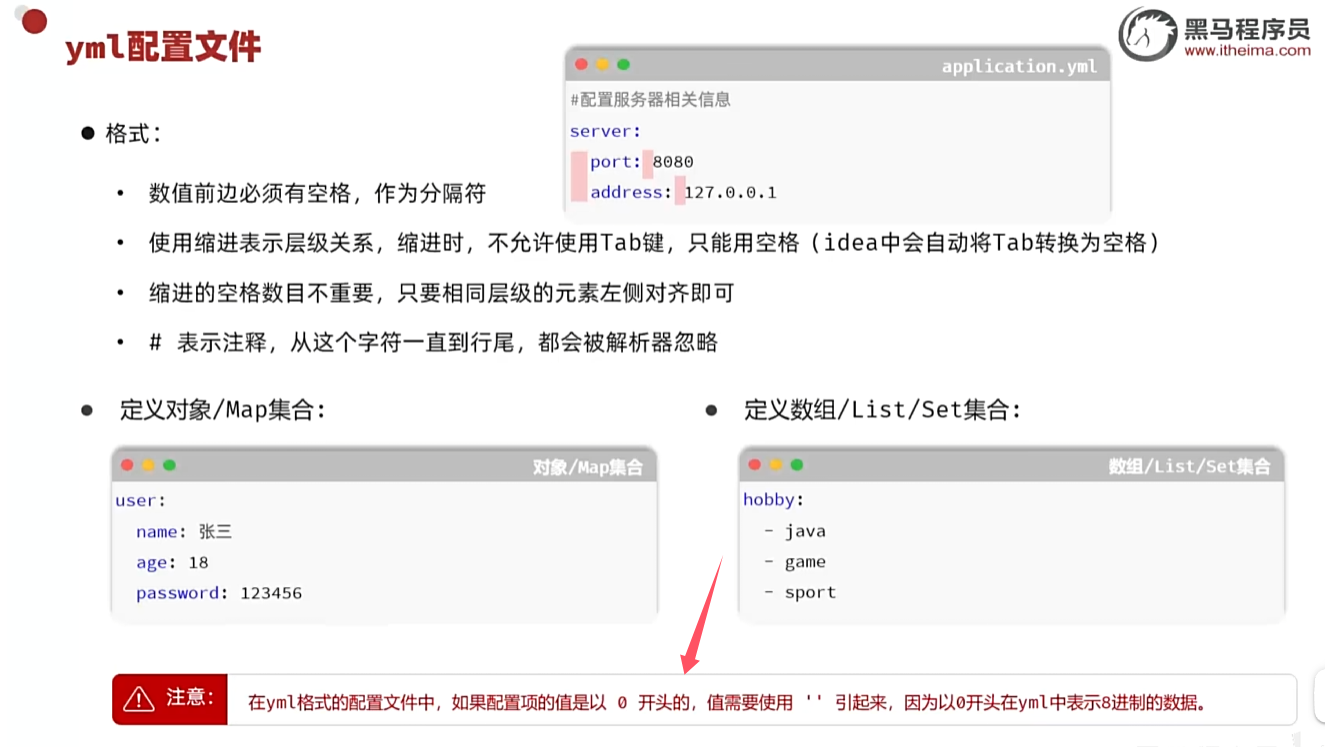 yml配置文件
黑马程序员
www.itheima.com
application.yml
#配置服务器相关信息
server:
port: 8080
address: 127.0.0.1
格式：
数值前边必须有空格，作为分隔符
使用缩进表示层级关系，缩进时，不允许使用Tab键，只能用空格（idea中会自动将Tab转换为空格）
缩进的空格数目不重要，只要相同层级的元素左侧对齐即可
# 表示注释，从这个字符一直到行尾，都会被解析器忽略
定义对象/Map集合：
对象/Map集合
user:
name: 张三
age: 18
password: 123456
定义数组/List/Set集合：
数组/List/Set集合
hobby:
- java
- game
- sport
注意：
在yml格式的配置文件中，如果配置项的值是以 0 开头的，值需要使用 '' 引起来，因为以0开头在yml中表示8进制的数据。